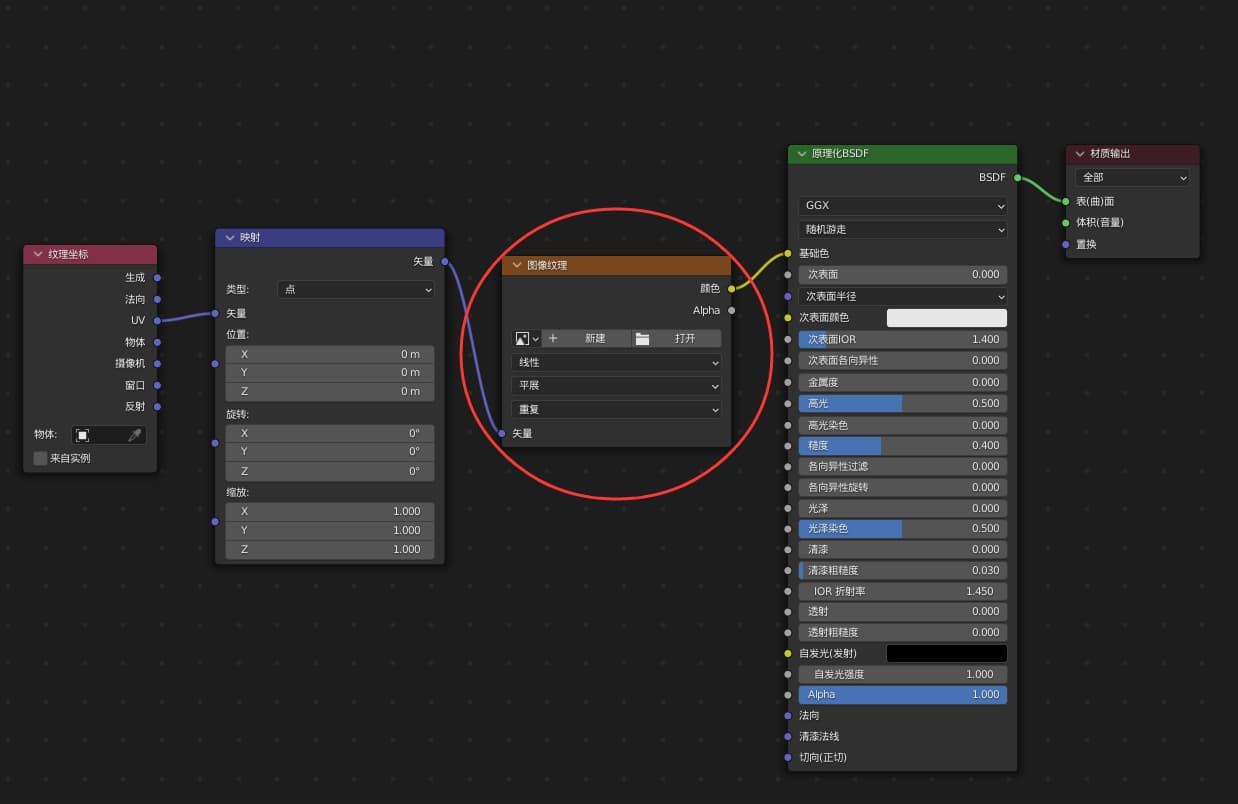 纹理坐标
生成
法向
UV
物体
摄像机
窗口
反射
物体:
来自实例
映射
矢量
类型: 点
矢量
位置:
X 0 m
Y 0 m
Z 0 m
旋转:
X 0°
Y 0°
Z 0°
缩放:
X 1.000
Y 1.000
Z 1.000
图像纹理
颜色
Alpha
新建 打开
线性
平展
重复
矢量
原理化BSDF
BSDF
GGX
随机游走
基础色
次表面 0.000
次表面半径
次表面颜色
次表面IOR 1.400
次表面各向异性 0.000
金属度 0.000
高光 0.500
高光染色 0.000
糙度 0.400
各向异性过滤 0.000
各向异性旋转 0.000
光泽 0.000
光泽染色 0.500
清漆 0.000
清漆粗糙度 0.030
IOR 折射率 1.450
透射 0.000
透射粗糙度 0.000
自发光(发射)
自发光强度 1.000
Alpha 1.000
法向
清漆法线
切向(正切)
材质输出
全部
表(曲)面
体积(音量)
置换